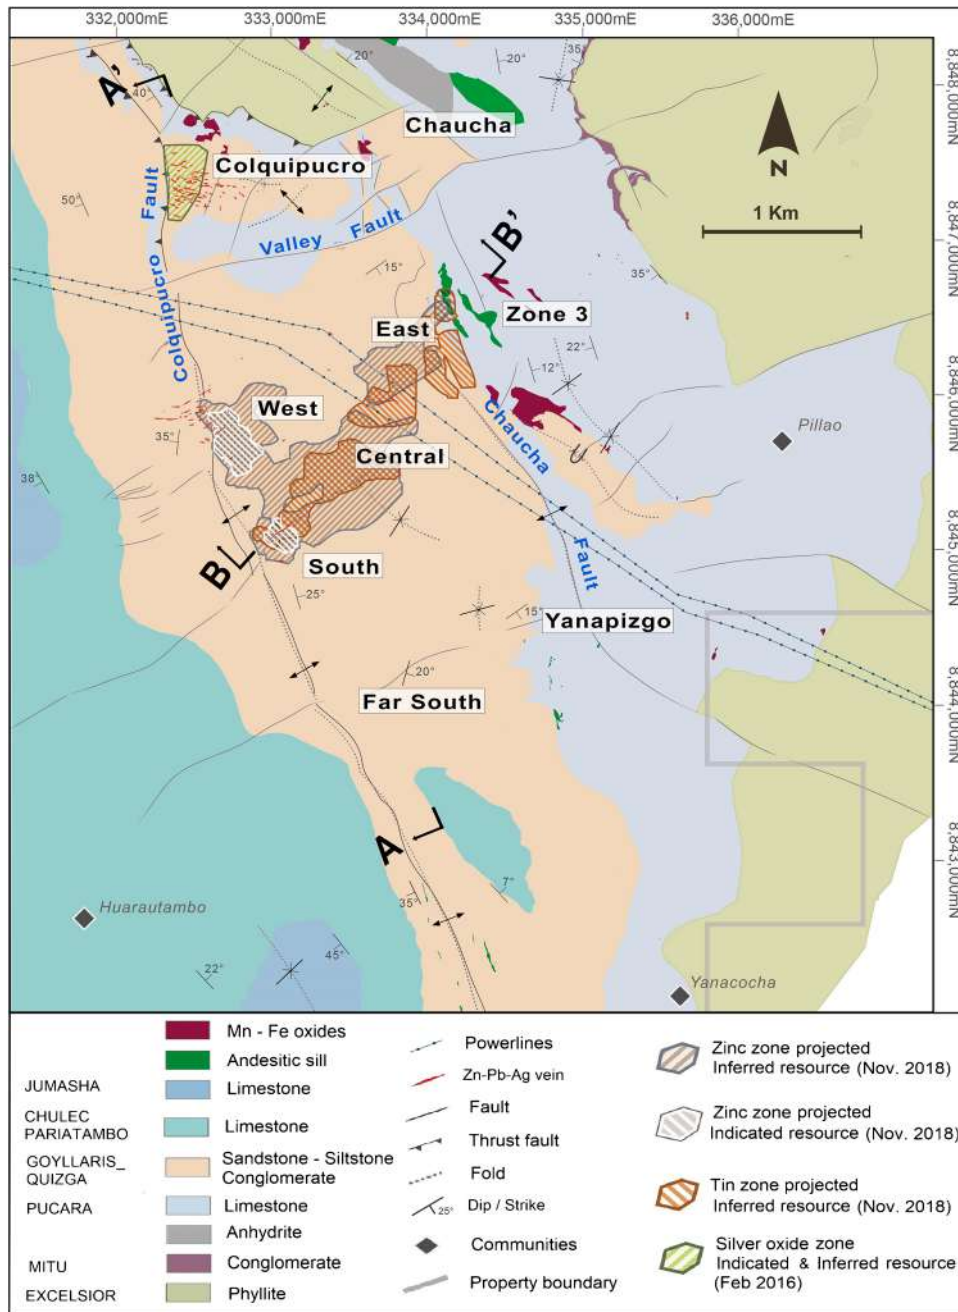 332,000mE 333,000mE 334,000mE 335,000mE 336,000mE
8,848,000mN
8,847,000mN
8,846,000mN
8,845,000mN
8,844,000mN
8,843,000mN
A'
40°
20°
20°
35°
Chaucha
N
1 Km
Colquipucro
50°
Colquipucro Fault
Valley Fault
B'
15°
35°
Zone 3
East
22°
12°
West
Chaucha Fault
Pillao
35°
Central
38°
B
South
25°
15°
Yanapizgo
20°
Far South
A
7°
35°
Huarautambo
22°
45°
Yanacocha
Mn - Fe oxides
Andesitic sill
JUMASHA
Limestone
CHULEC
PARIATAMBO
Limestone
GOYLLARIS_
QUIZGA
Sandstone - Siltstone
Conglomerate
PUCARA
Limestone
Anhydrite
MITU
Conglomerate
EXCELSIOR
Phyllite
Powerlines
Zn-Pb-Ag vein
Fault
Thrust fault
Fold
25°
Dip / Strike
Communities
Property boundary
Zinc zone projected
Inferred resource (Nov. 2018)
Zinc zone projected
Indicated resource (Nov. 2018)
Tin zone projected
Inferred resource (Nov. 2018)
Silver oxide zone
Indicated & Inferred resource
(Feb 2016)